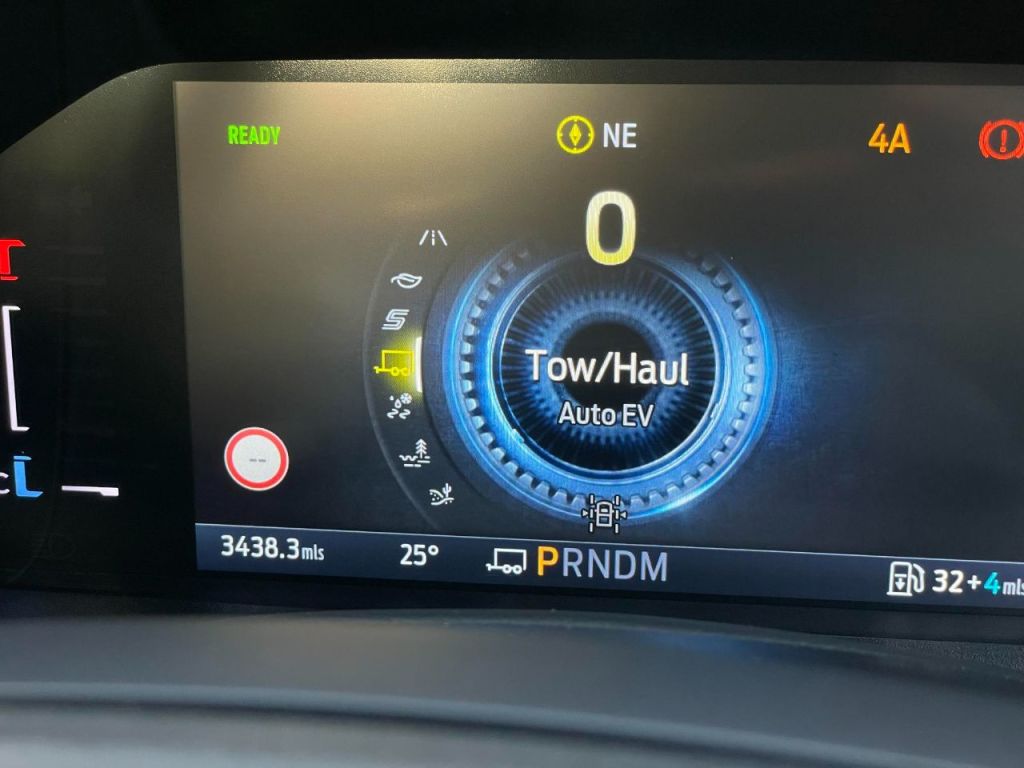 READY
NE
4A
0
Tow/Haul
Auto EV
--
3438.3mls
25°
PRNDM
32+4mls